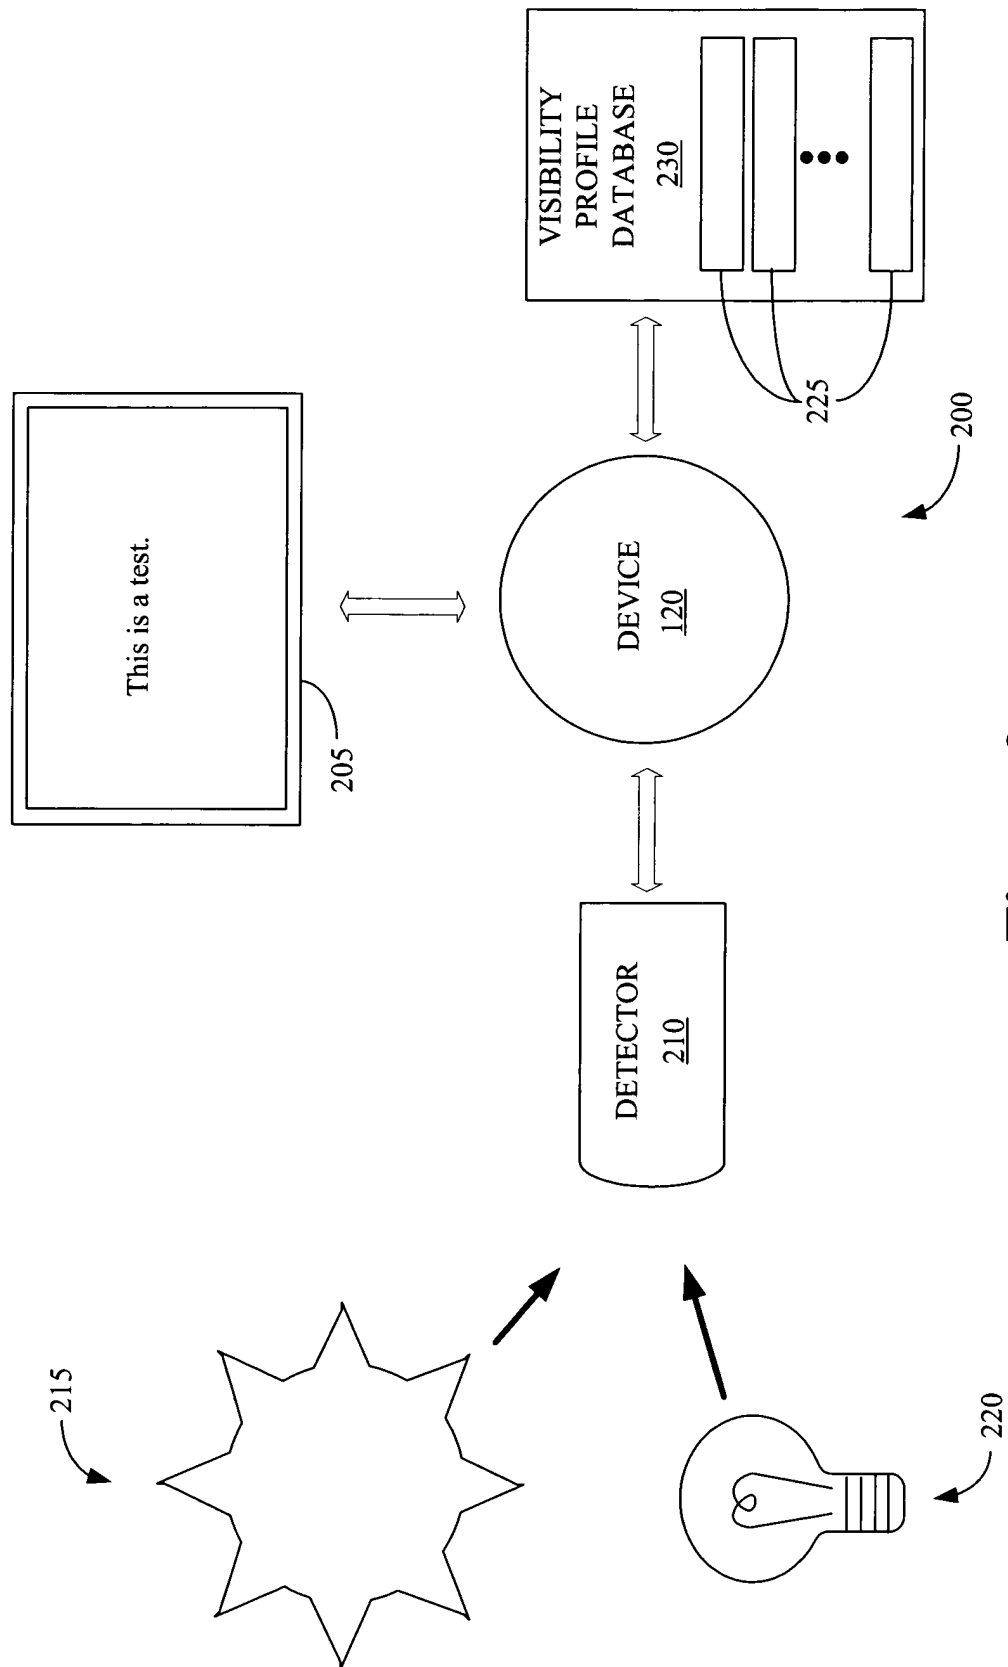 215
This is a test.
205
DETECTOR
210
DEVICE
120
VISIBILITY
PROFILE
DATABASE
230
225
200
220